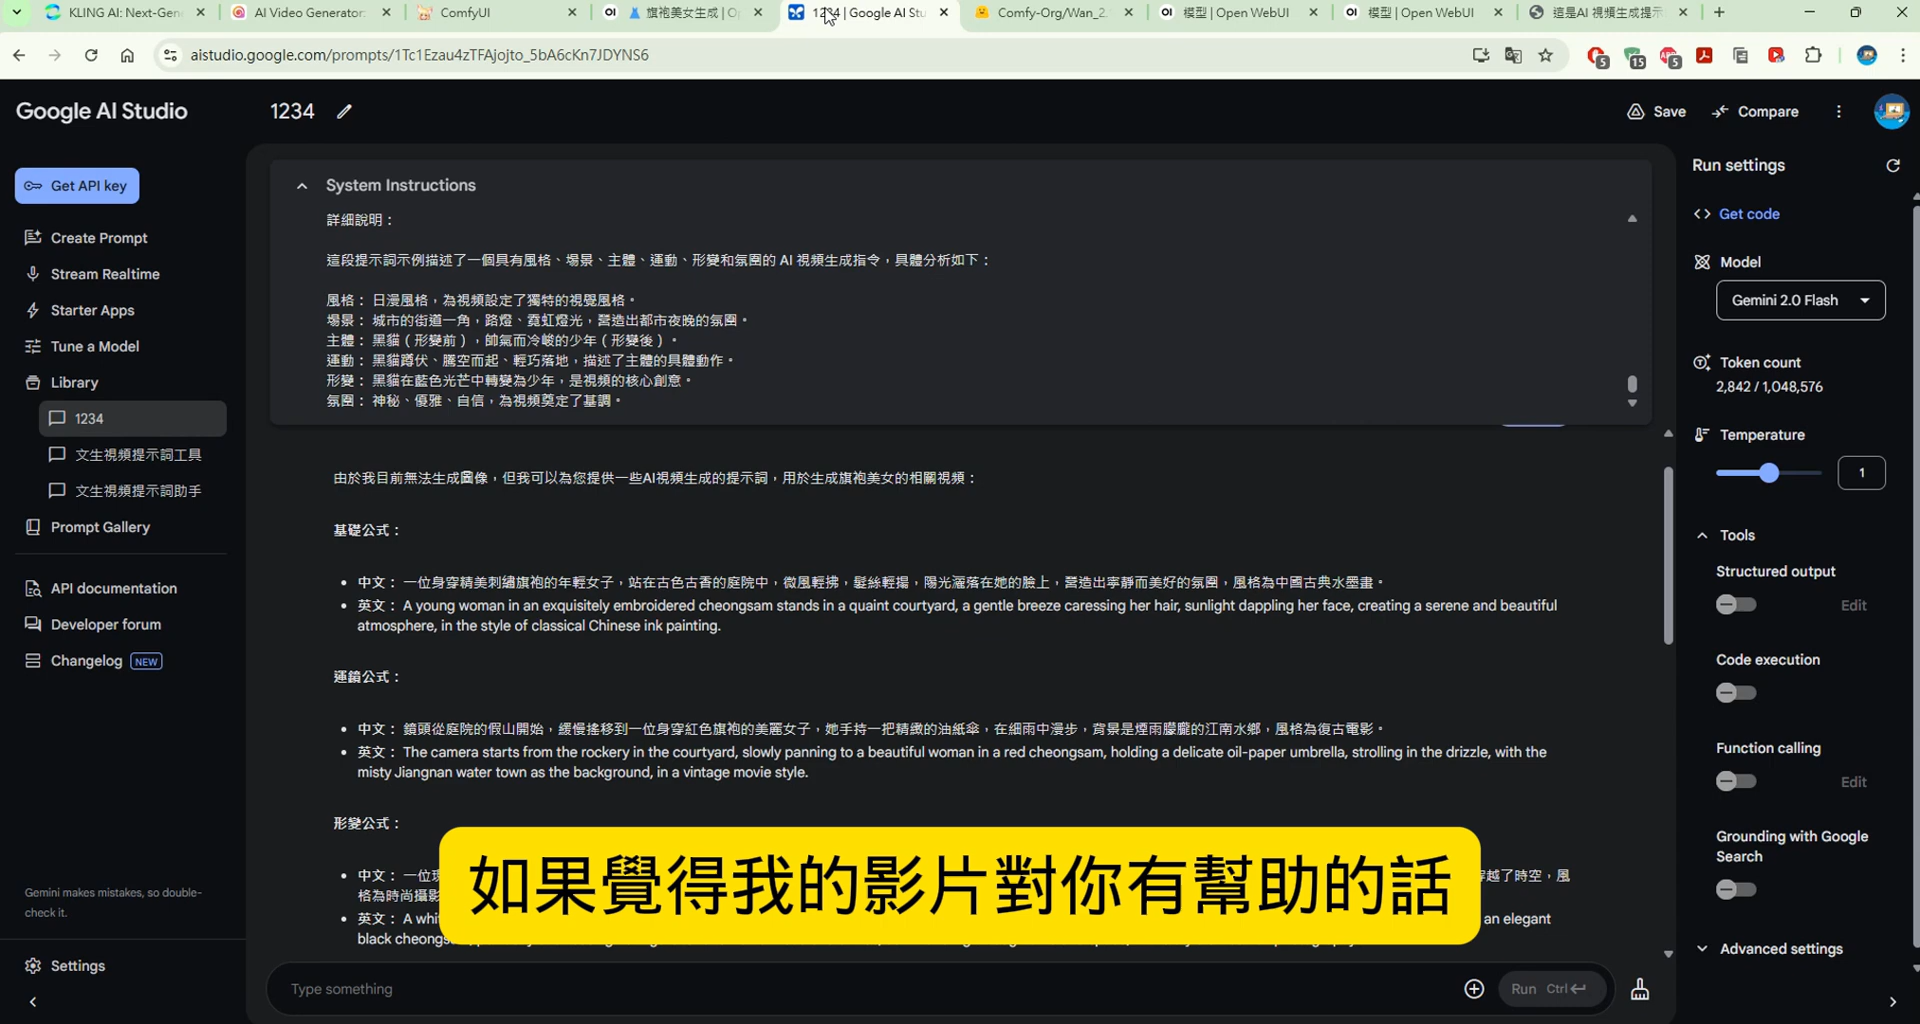 KLING AI: Next-Gen
AI Video Generator:
ComfyUI
旗袍美女生成 | O
1234 | Google AI Stu
Comfy-Org/Wan_2.
模型 | Open WebUI
模型 | Open WebUI
這是AI 視頻生成提示
aistudio.google.com/prompts/1Tc1Ezau4zTFAjojto_5bA6cKn7JDYNS6
5
15
5
Google AI Studio
1234
Save
Compare
Get API key
Create Prompt
Stream Realtime
Starter Apps
Tune a Model
Library
1234
文生視頻提示詞工具
文生視頻提示詞助手
Prompt Gallery
API documentation
Developer forum
Changelog NEW
Gemini makes mistakes, so double-
check it.
Settings
System Instructions
詳細說明：
這段提示詞示例描述了一個具有風格、場景、主體、運動、形變和氛圍的 AI 視頻生成指令，具體分析如下：
風格： 日漫風格，為視頻設定了獨特的視覺風格。
場景： 城市的街道一角，路燈、霓虹燈光，營造出都市夜晚的氛圍。
主體： 黑貓（形變前），帥氣而冷峻的少年（形變後）。
運動： 黑貓蹲伏、騰空而起、輕巧落地，描述了主體的具體動作。
形變： 黑貓在藍色光芒中轉變為少年，是視頻的核心創意。
氛圍： 神秘、優雅、自信，為視頻奠定了基調。
由於我目前無法生成圖像，但我可以為您提供一些AI視頻生成的提示詞，用於生成旗袍美女的相關視頻：
基礎公式：
中文： 一位身穿精美刺繡旗袍的年輕女子，站在古色古香的庭院中，微風輕拂，髮絲輕揚，陽光灑落在她的臉上，營造出寧靜而美好的氛圍，風格為中國古典水墨畫。
英文： A young woman in an exquisitely embroidered cheongsam stands in a quaint courtyard, a gentle breeze caressing her hair, sunlight dappling her face, creating a serene and beautiful
atmosphere, in the style of classical Chinese ink painting.
運鏡公式：
中文： 鏡頭從庭院的假山開始，緩慢搖移到一位身穿紅色旗袍的美麗女子，她手持一把精緻的油紙傘，在細雨中漫步，背景是煙雨朦朧的江南水鄉，風格為復古電影。
英文： The camera starts from the rockery in the courtyard, slowly panning to a beautiful woman in a red cheongsam, holding a delicate oil-paper umbrella, strolling in the drizzle, with the
misty Jiangnan water town as the background, in a vintage movie style.
形變公式：
中文： 一位 穿越了時空，風
格為時尚攝影
英文： A whi an elegant
black cheongs
如果覺得我的影片對你有幫助的話
Type something
Run Ctrl
Run settings
Get code
Model
Gemini 2.0 Flash
Token count
2,842 / 1,048,576
Temperature
1
Tools
Structured output
Edit
Code execution
Function calling
Edit
Grounding with Google
Search
Advanced settings